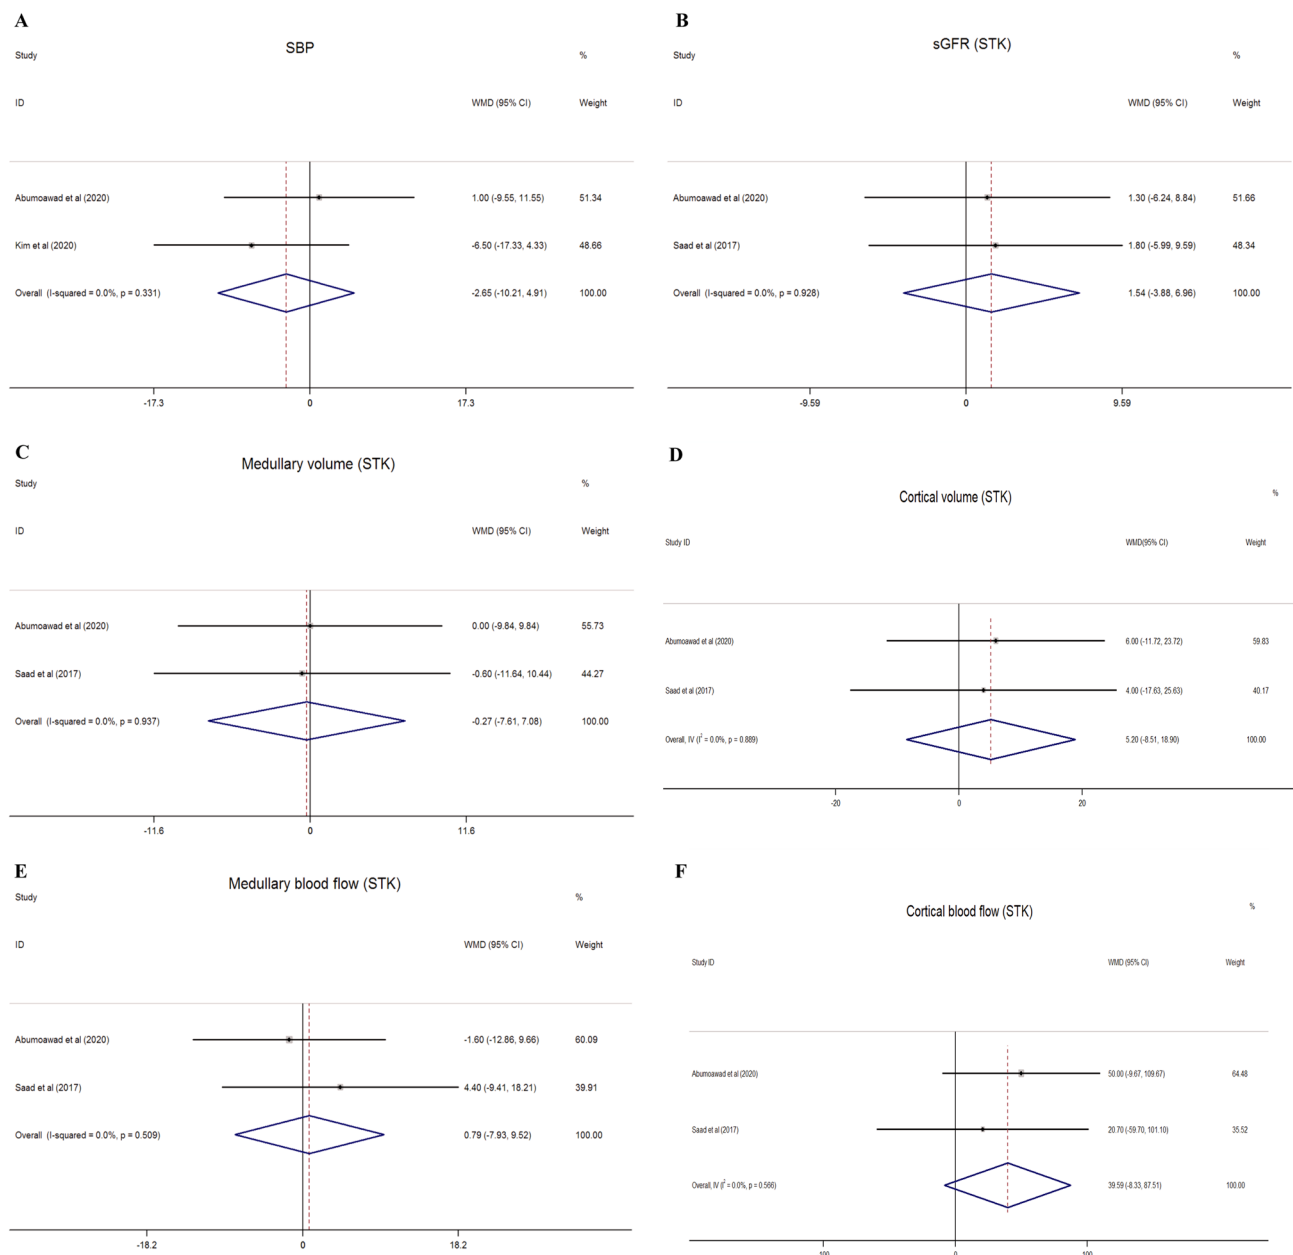 A
SBP
Study %
ID WMD (95% CI) Weight
Abumoawad et al (2020) 1.00 (-9.55, 11.55) 51.34
Kim et al (2020) -6.50 (-17.33, 4.33) 48.66
Overall (I-squared = 0.0%, p = 0.331) -2.65 (-10.21, 4.91) 100.00
-17.3 0 17.3
B
sGFR (STK)
Study %
ID WMD (95% CI) Weight
Abumoawad et al (2020) 1.30 (-6.24, 8.84) 51.66
Saad et al (2017) 1.80 (-5.99, 9.59) 48.34
Overall (I-squared = 0.0%, p = 0.928) 1.54 (-3.88, 6.96) 100.00
-9.59 0 9.59
C
Medullary volume (STK)
Study %
ID WMD (95% CI) Weight
Abumoawad et al (2020) 0.00 (-9.84, 9.84) 55.73
Saad et al (2017) -0.60 (-11.64, 10.44) 44.27
Overall (I-squared = 0.0%, p = 0.937) -0.27 (-7.61, 7.08) 100.00
-11.6 0 11.6
D
Cortical volume (STK)
%
Study ID WMD(95% CI) Weight
Abumoawad et al (2020) 6.00 (-11.72, 23.72) 59.83
Saad et al (2017) 4.00 (-17.63, 25.63) 40.17
Overall, IV (I² = 0.0%, p = 0.889) 5.20 (-8.51, 18.90) 100.00
-20 0 20
E
Medullary blood flow (STK)
Study %
ID WMD (95% CI) Weight
Abumoawad et al (2020) -1.60 (-12.86, 9.66) 60.09
Saad et al (2017) 4.40 (-9.41, 18.21) 39.91
Overall (I-squared = 0.0%, p = 0.509) 0.79 (-7.93, 9.52) 100.00
-18.2 0 18.2
F
Cortical blood flow (STK)
%
Study ID WMD (95% CI) Weight
Abumoawad et al (2020) 50.00 (-9.67, 109.67) 64.48
Saad et al (2017) 20.70 (-59.70, 101.10) 35.52
Overall, IV (I² = 0.0%, p = 0.566) 39.59 (-8.33, 87.51) 100.00
-100 0 100